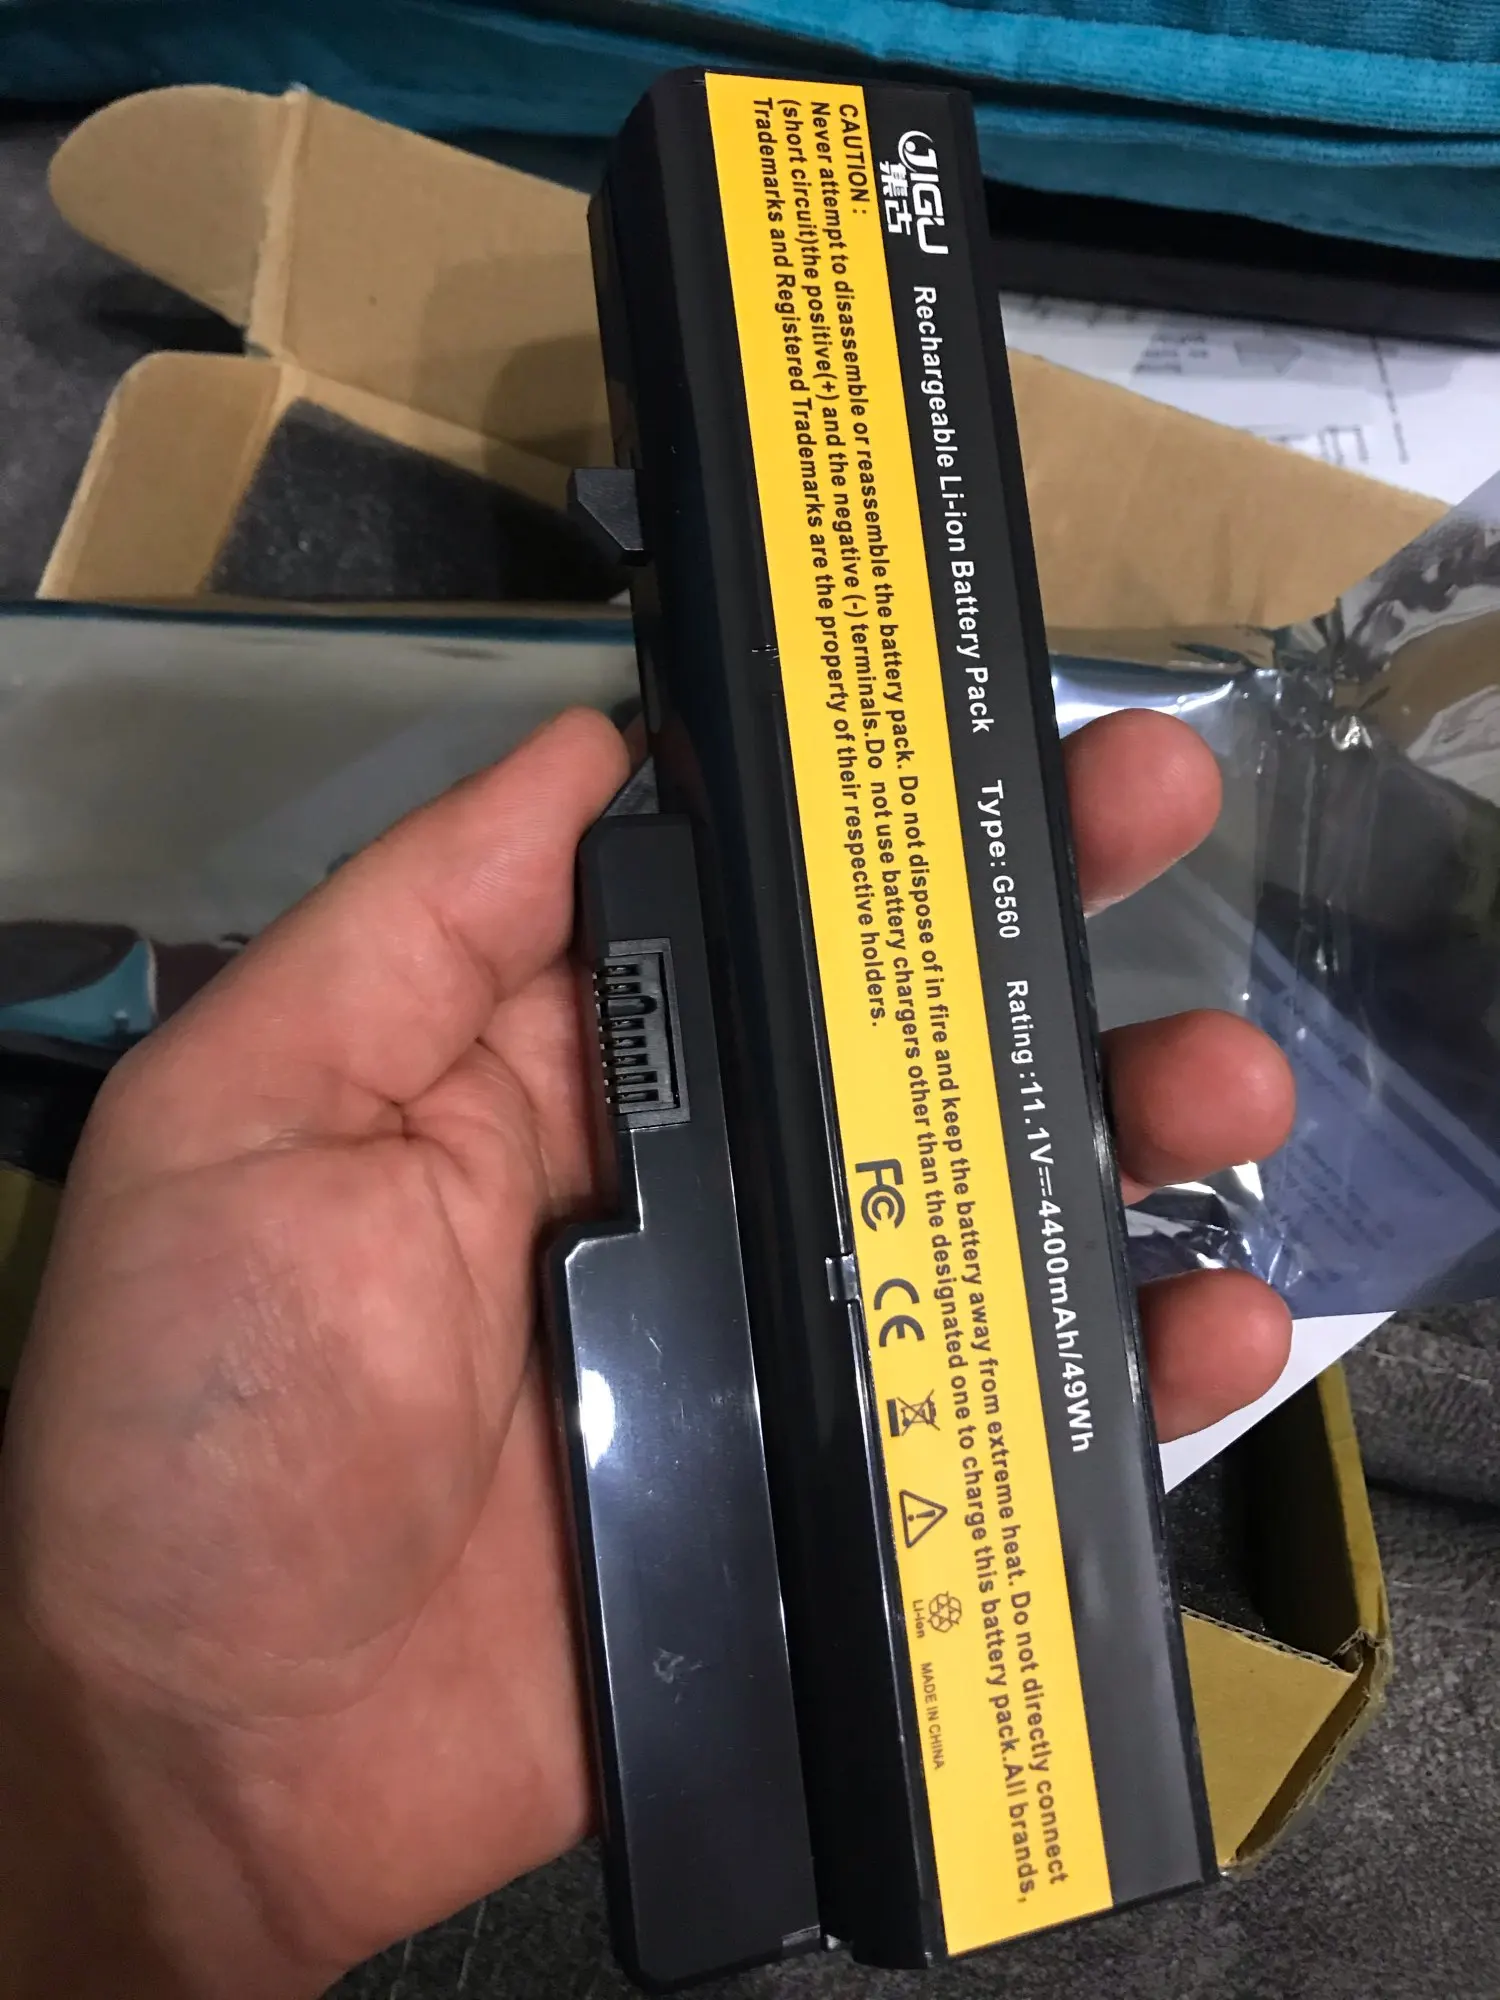 JIGU
集古
Rechargeable Li-ion Battery Pack Type: G560 Rating :11.1V⎓4400mAh/49Wh
CAUTION :
Never attempt to disassemble or reassemble the battery pack. Do not dispose of in fire and keep the battery away from extreme heat. Do not directly connect
(short circuit)the positive(+) and the negative (-) terminals.Do not use battery chargers other than the designated one to charge this battery pack.All brands,
Trademarks and Registered Trademarks are the property of their respective holders.
FC CE
Li-ion
MADE IN CHINA